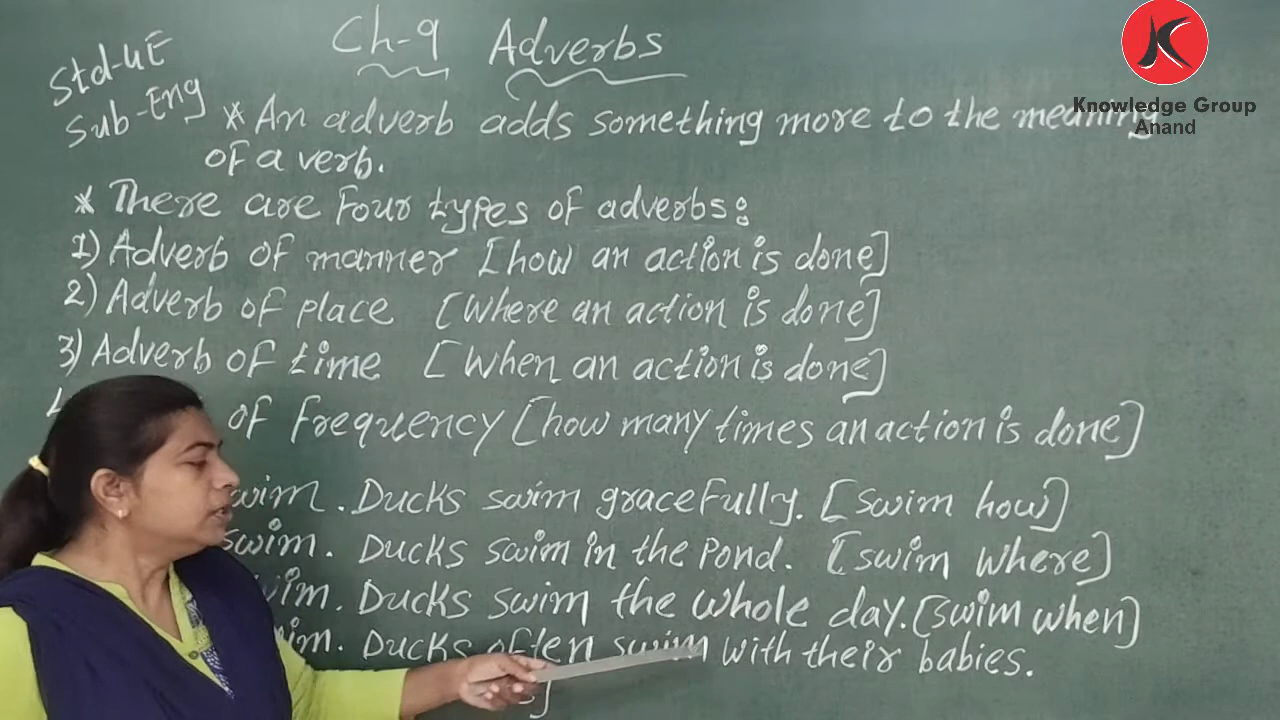 Ch-9 Adverbs
Std-4E
Sub-Eng
* An adverb adds something more to the meaning
of a verb.
* There are Four types of adverbs:
1) Adverb of manner [how an action is done]
2) Adverb of place [Where an action is done]
3) Adverb of time [When an action is done]
of Frequency [how many times an action is done]
swim. Ducks swim graceFully. [swim how]
swim. Ducks swim in the Pond. [swim where]
swim. Ducks swim the whole day. [swim when]
swim. Ducks often swim with their babies.
K
Knowledge Group
Anand